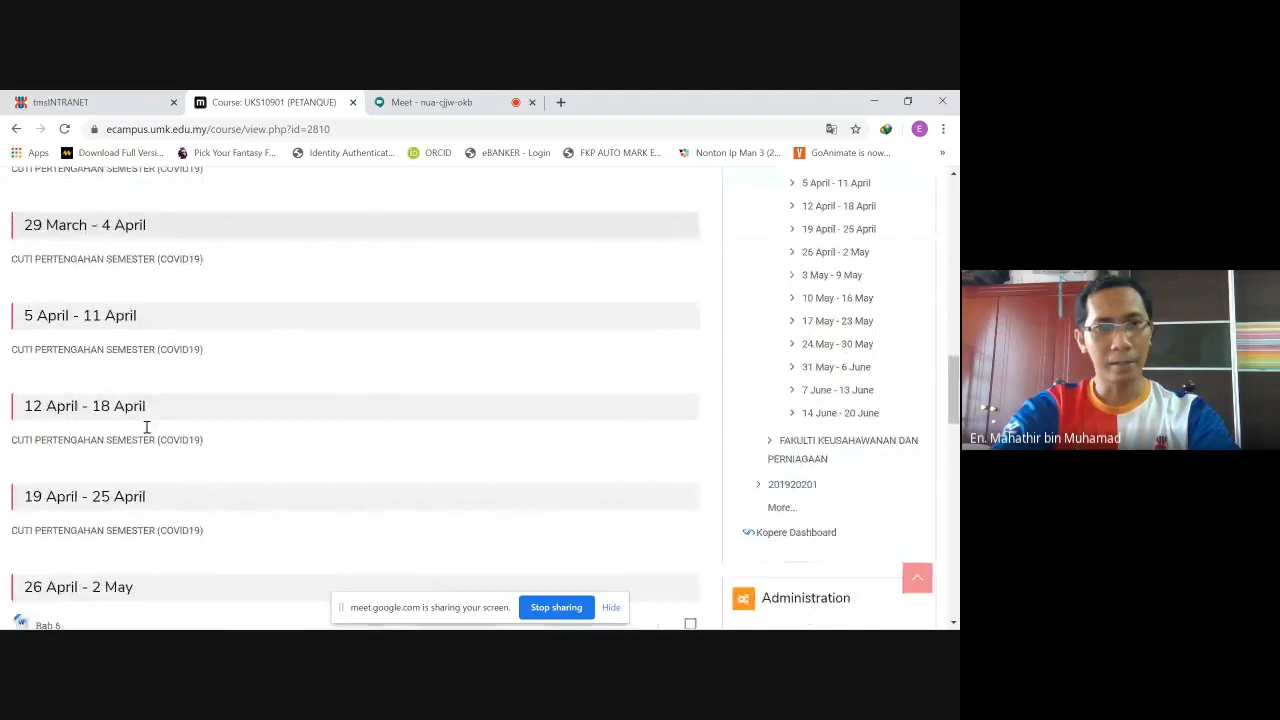 tmsINTRANET
Course: UKS10901 (PETANQUE)
Meet - nua-cjjw-okb
ecampus.umk.edu.my/course/view.php?id=2810
Apps
Download Full Versi...
Pick Your Fantasy F...
Identity Authenticat...
ORCID
eBANKER - Login
FKP AUTO MARK E...
Nonton Ip Man 3 (2...
GoAnimate is now...
»
CUTI PERTENGAHAN SEMESTER (COVID19)
29 March - 4 April
CUTI PERTENGAHAN SEMESTER (COVID19)
5 April - 11 April
CUTI PERTENGAHAN SEMESTER (COVID19)
12 April - 18 April
CUTI PERTENGAHAN SEMESTER (COVID19)
19 April - 25 April
CUTI PERTENGAHAN SEMESTER (COVID19)
26 April - 2 May
Bab 6
meet.google.com is sharing your screen.
Stop sharing
Hide
5 April - 11 April
12 April - 18 April
19 April - 25 April
26 April - 2 May
3 May - 9 May
10 May - 16 May
17 May - 23 May
24 May - 30 May
31 May - 6 June
7 June - 13 June
14 June - 20 June
FAKULTI KEUSAHAWANAN DAN
PERNIAGAAN
201920201
More...
Kopere Dashboard
Administration
En. Mahathir bin Muhamad